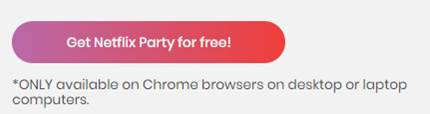 Get Netflix Party for free!
*ONLY available on Chrome browsers on desktop or laptop
computers.